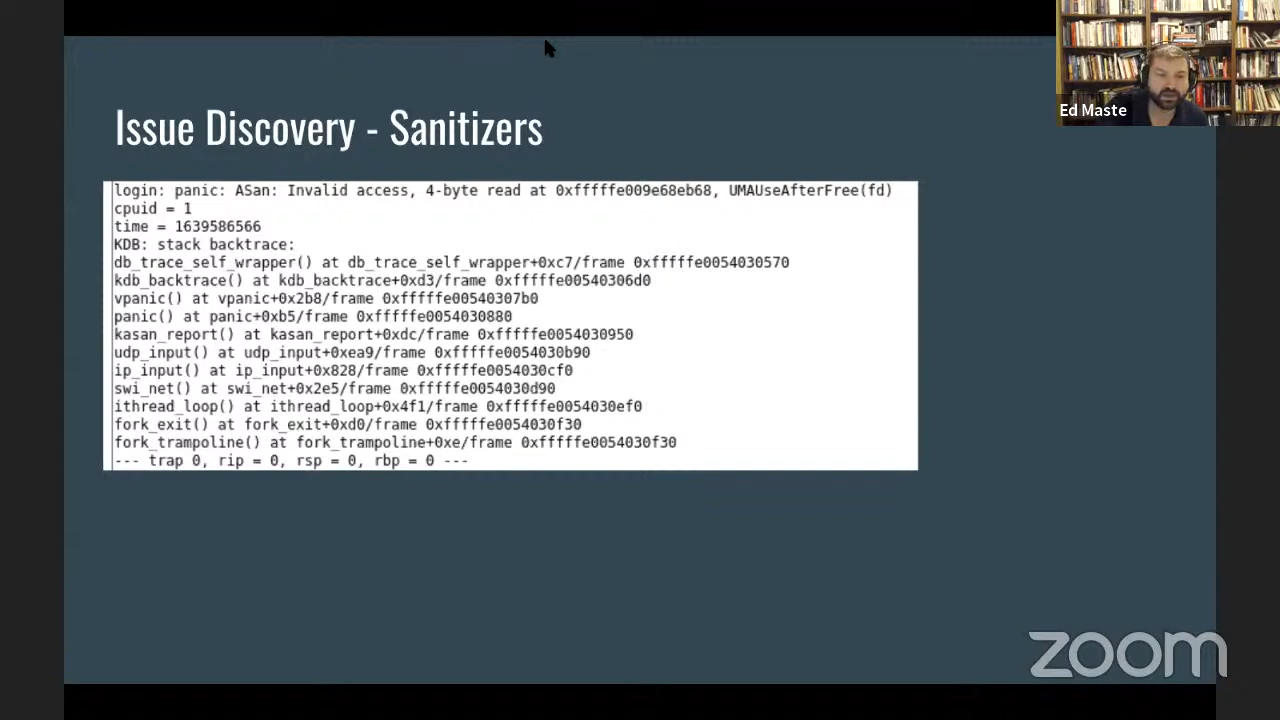 Ed Maste
Issue Discovery - Sanitizers
login: panic: ASan: Invalid access, 4-byte read at 0xfffffe009e68eb68, UMAUseAfterFree(fd)
cpuid = 1
time = 1639586566
KDB: stack backtrace:
db_trace_self_wrapper() at db_trace_self_wrapper+0xc7/frame 0xfffffe0054030570
kdb_backtrace() at kdb_backtrace+0xd3/frame 0xfffffe00540306d0
vpanic() at vpanic+0x2b8/frame 0xfffffe00540307b0
panic() at panic+0xb5/frame 0xfffffe0054030880
kasan_report() at kasan_report+0xdc/frame 0xfffffe0054030950
udp_input() at udp_input+0xea9/frame 0xfffffe0054030b90
ip_input() at ip_input+0x828/frame 0xfffffe0054030cf0
swi_net() at swi_net+0x2e5/frame 0xfffffe0054030d90
ithread_loop() at ithread_loop+0x4f1/frame 0xfffffe0054030ef0
fork_exit() at fork_exit+0xd0/frame 0xfffffe0054030f30
fork_trampoline() at fork_trampoline+0xe/frame 0xfffffe0054030f30
--- trap 0, rip = 0, rsp = 0, rbp = 0 ---
zoom